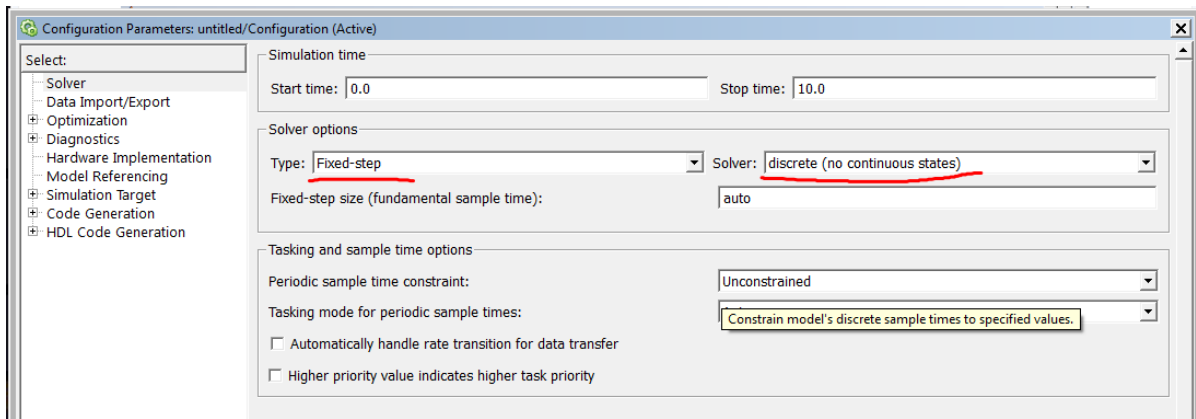 Configuration Parameters: untitled/Configuration (Active)
Select:
Solver
Data Import/Export
Optimization
Diagnostics
Hardware Implementation
Model Referencing
Simulation Target
Code Generation
HDL Code Generation
Simulation time
Start time: 0.0 Stop time: 10.0
Solver options
Type: Fixed-step Solver: discrete (no continuous states)
Fixed-step size (fundamental sample time): auto
Tasking and sample time options
Periodic sample time constraint: Unconstrained
Tasking mode for periodic sample times:
Constrain model's discrete sample times to specified values.
Automatically handle rate transition for data transfer
Higher priority value indicates higher task priority